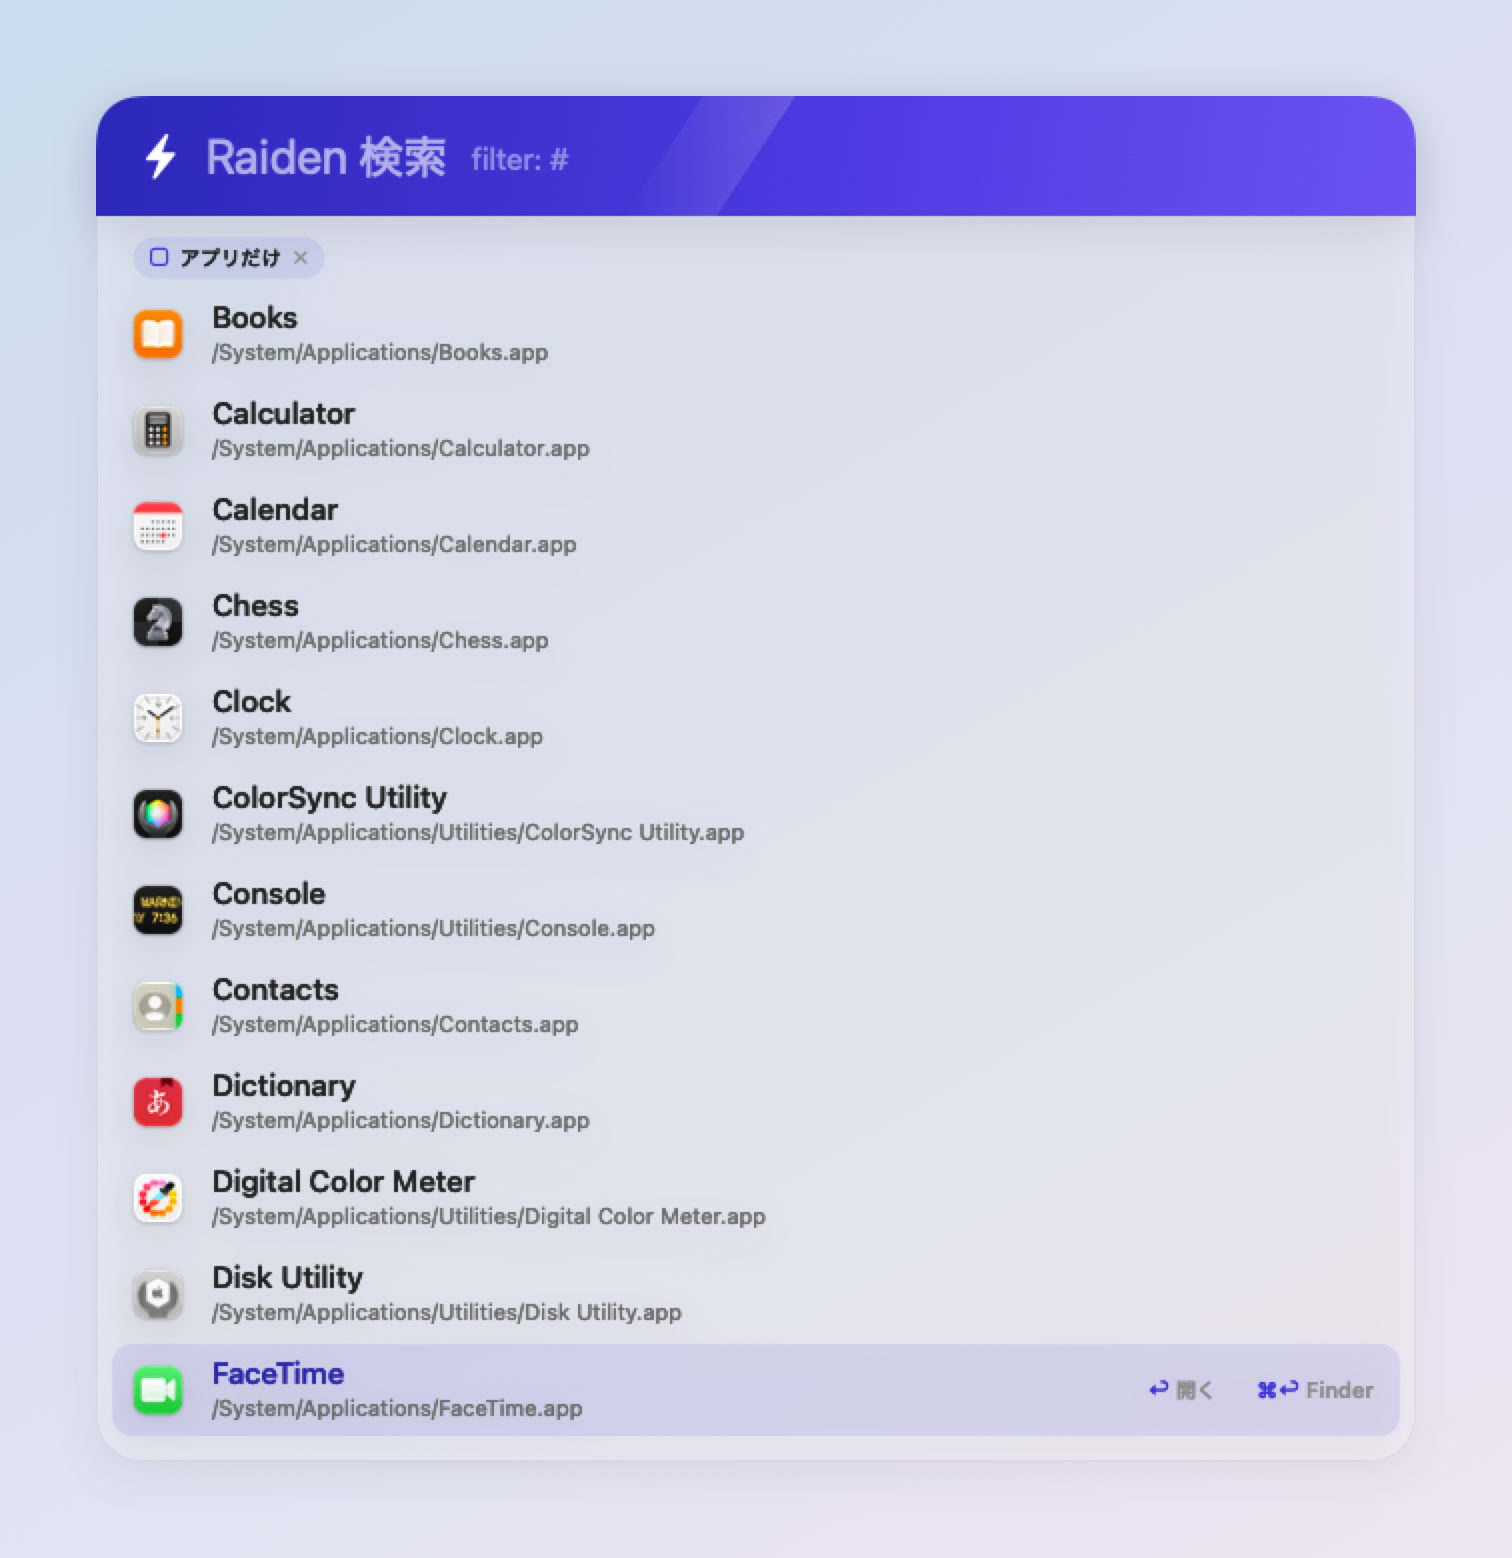 Raiden 検索 filter: #
アプリだけ ×
Books
/System/Applications/Books.app
Calculator
/System/Applications/Calculator.app
Calendar
/System/Applications/Calendar.app
Chess
/System/Applications/Chess.app
Clock
/System/Applications/Clock.app
ColorSync Utility
/System/Applications/Utilities/ColorSync Utility.app
WARNIN
Y 7:36
Console
/System/Applications/Utilities/Console.app
Contacts
/System/Applications/Contacts.app
あ
Dictionary
/System/Applications/Dictionary.app
Digital Color Meter
/System/Applications/Utilities/Digital Color Meter.app
Disk Utility
/System/Applications/Utilities/Disk Utility.app
FaceTime
/System/Applications/FaceTime.app
↩ 開く ⌘↩ Finder